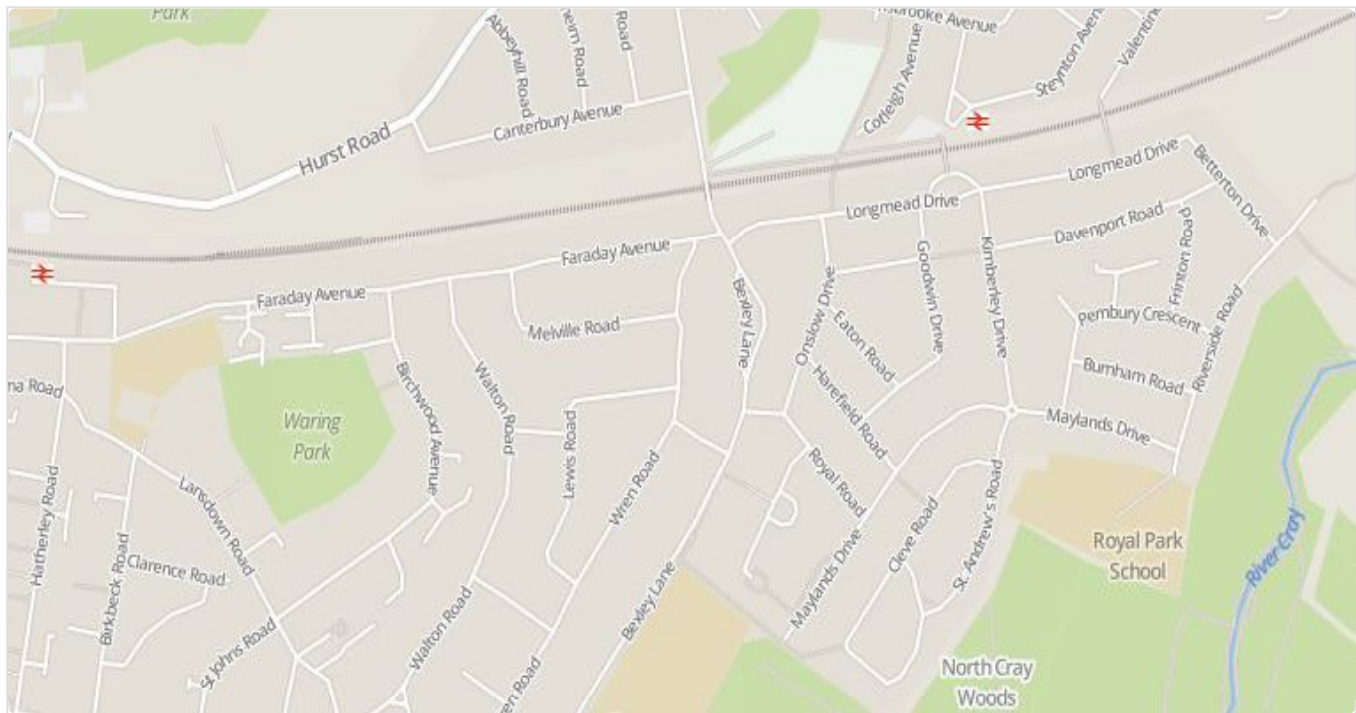 Park
Abbeyhill Road
Road
Canterbury Avenue
Hurst Road
Avenue
Steynton
Valentin
Longmead Drive
Longmead Drive
Betterton Drive
Davenport Road
Frinton Road
Faraday Avenue
Faraday Avenue
Bexley Lane
Onslow Drive
Goodwin Drive
Kimberley Drive
Melville Road
Eaton Road
Pembury Crescent
Riverside Road
Burnham Road
Harefield Road
Birchwood Avenue
Walton Road
Waring
Park
Road
Lewis Road
Maylands Drive
Hatherley Road
Lansdown Road
Wren Road
Royal Road
Cleve Road
St. Andrew's Road
Royal Park
School
River Cray
Clarence Road
Birkbeck Road
Maylands Drive
Bexley Lane
St Johns Road
Walton Road
North Cray
Woods
Road